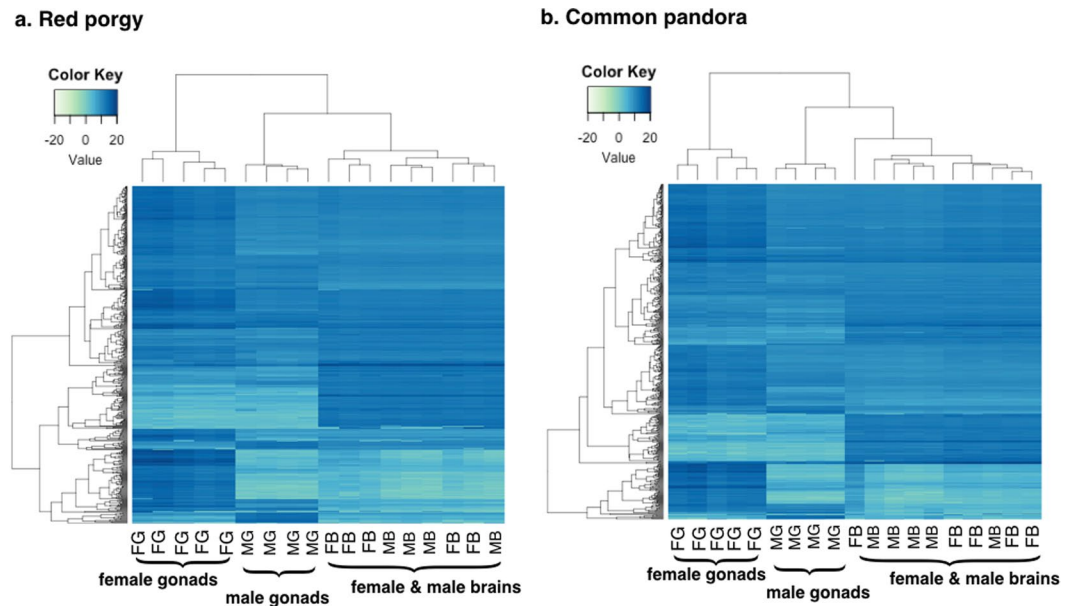 a. Red porgy
Color Key
-20 0 20
Value
FG FG FG FG FG MG MG MG MG FB FB FB MB MB MB FB FB MB
female gonads
male gonads
female & male brains
b. Common pandora
Color Key
-20 0 20
Value
FG FG FG FG FG MG MG MG MG FB MB MB MB MB FB FB MB FB FB
female gonads
male gonads
female & male brains